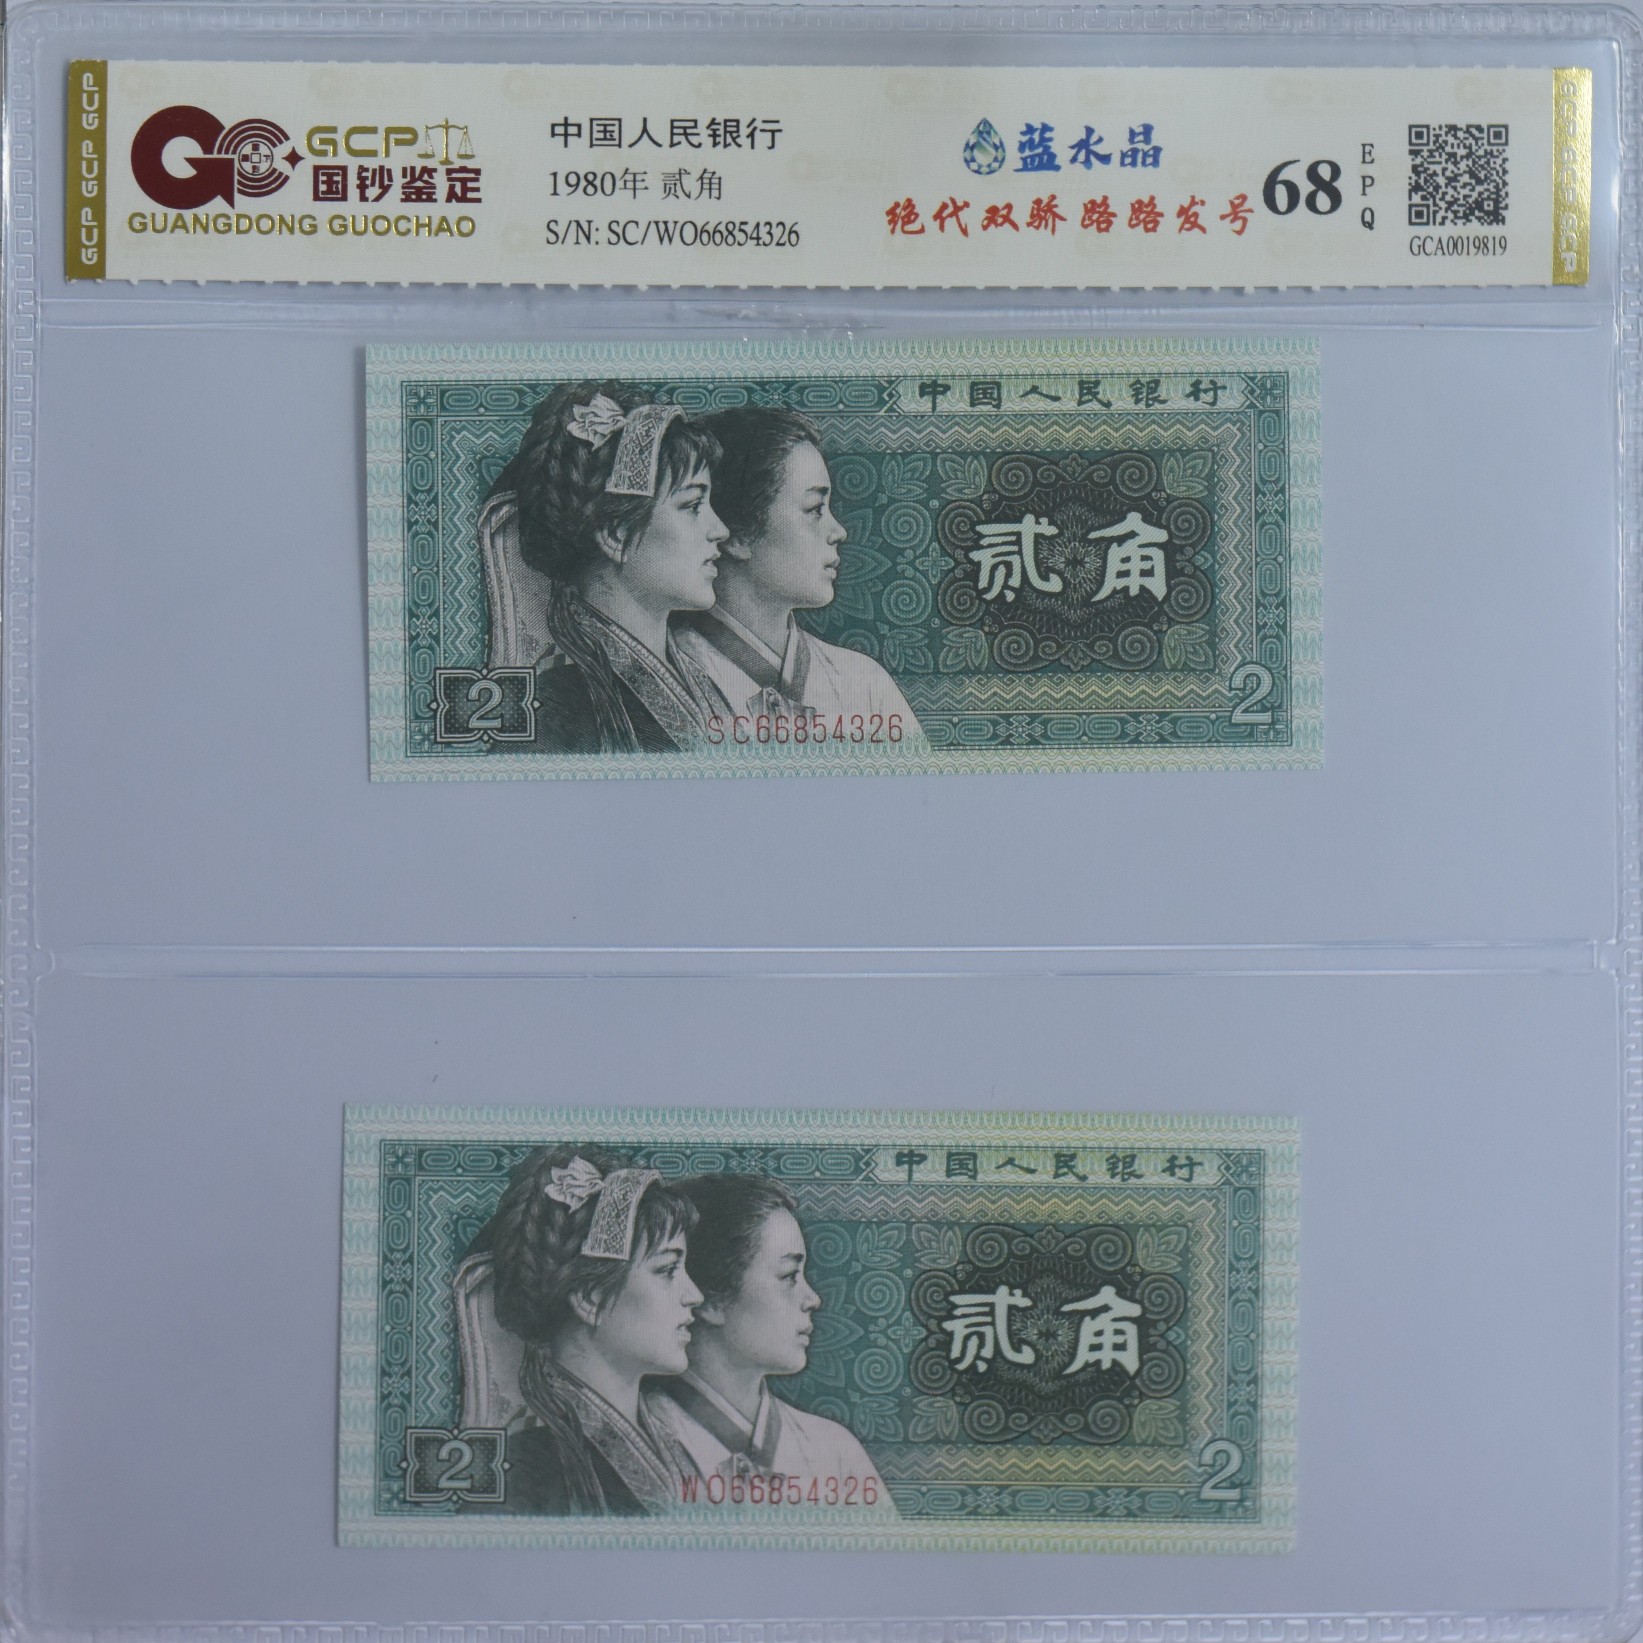 GCP GCP GCP
GCP
国钞鉴定
GUANGDONG GUOCHAO
中国人民银行
1980年 贰角
S/N: SC/WO66854326
蓝水晶
绝代双骄 路路发号
68
EPQ
GCA0019819
GCP GCP GCP
中国人民银行
贰角
2
2
SC66854326
中国人民银行
贰角
2
2
WO66854326